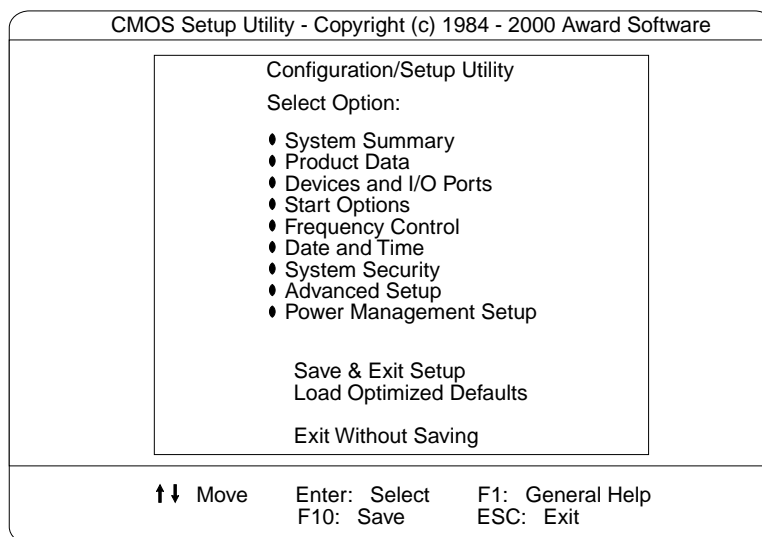 CMOS Setup Utility - Copyright (c) 1984 - 2000 Award Software
Configuration/Setup Utility
Select Option:
System Summary
Product Data
Devices and I/O Ports
Start Options
Frequency Control
Date and Time
System Security
Advanced Setup
Power Management Setup
Save & Exit Setup
Load Optimized Defaults
Exit Without Saving
Move Enter: Select F1: General Help
F10: Save ESC: Exit